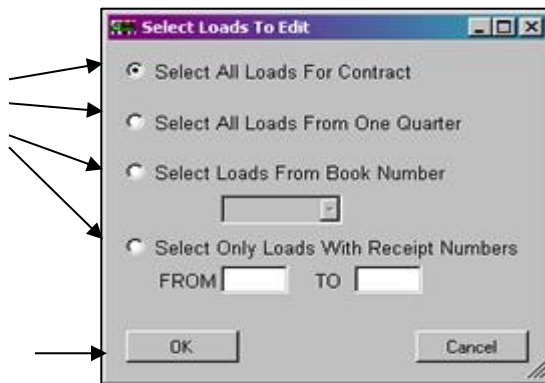 Select Loads To Edit
Select All Loads For Contract
Select All Loads From One Quarter
Select Loads From Book Number
Select Only Loads With Receipt Numbers
FROM TO
OK Cancel